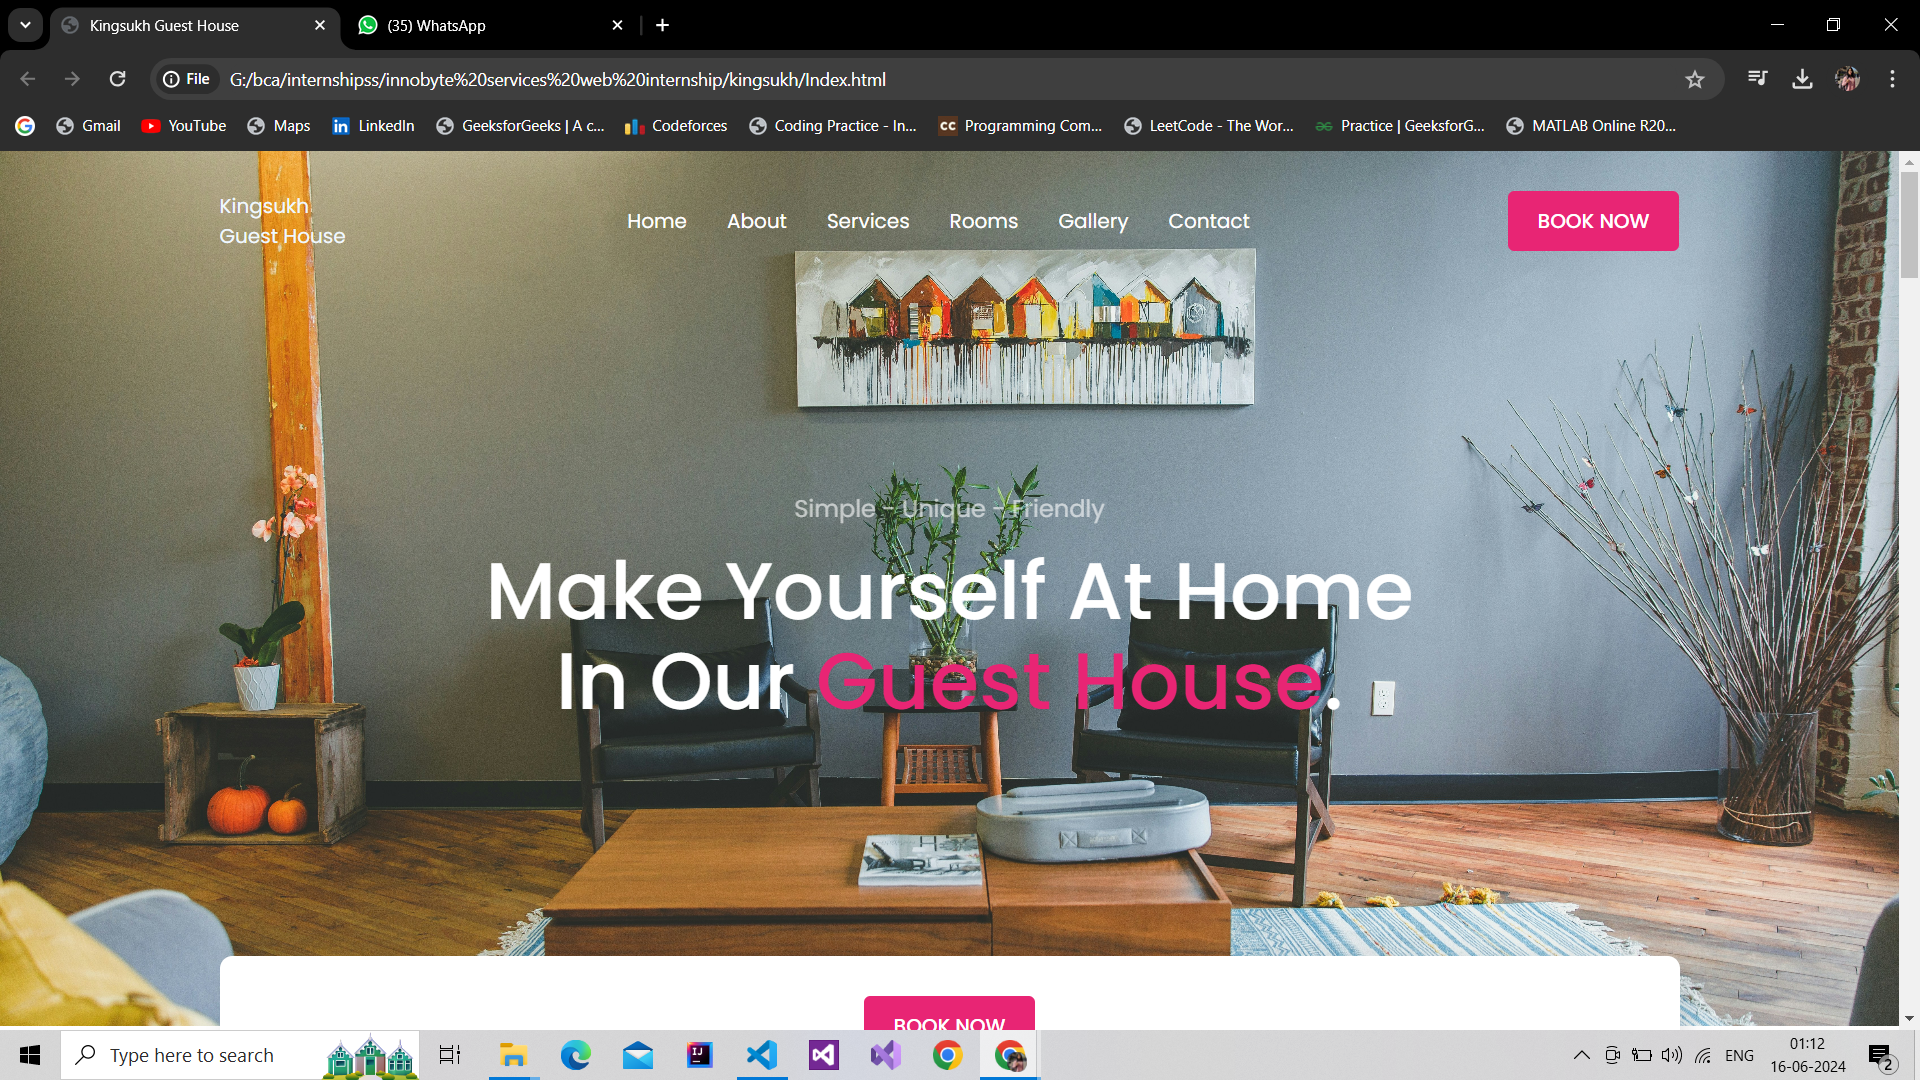 Kingsukh Guest House
(35) WhatsApp
File
G:/bca/internshipss/innobyte%20services%20web%20internship/kingsukh/Index.html
Gmail
YouTube
Maps
LinkedIn
GeeksforGeeks | A c...
Codeforces
Coding Practice - In...
CC
Programming Com...
LeetCode - The Wor...
Practice | GeeksforG...
MATLAB Online R20...
Kingsukh
Guest House
Home
About
Services
Rooms
Gallery
Contact
BOOK NOW
Simple - Unique - Friendly
Make Yourself At Home
In Our Guest House.
BOOK NOW
Type here to search
ENG
01:12
16-06-2024
2